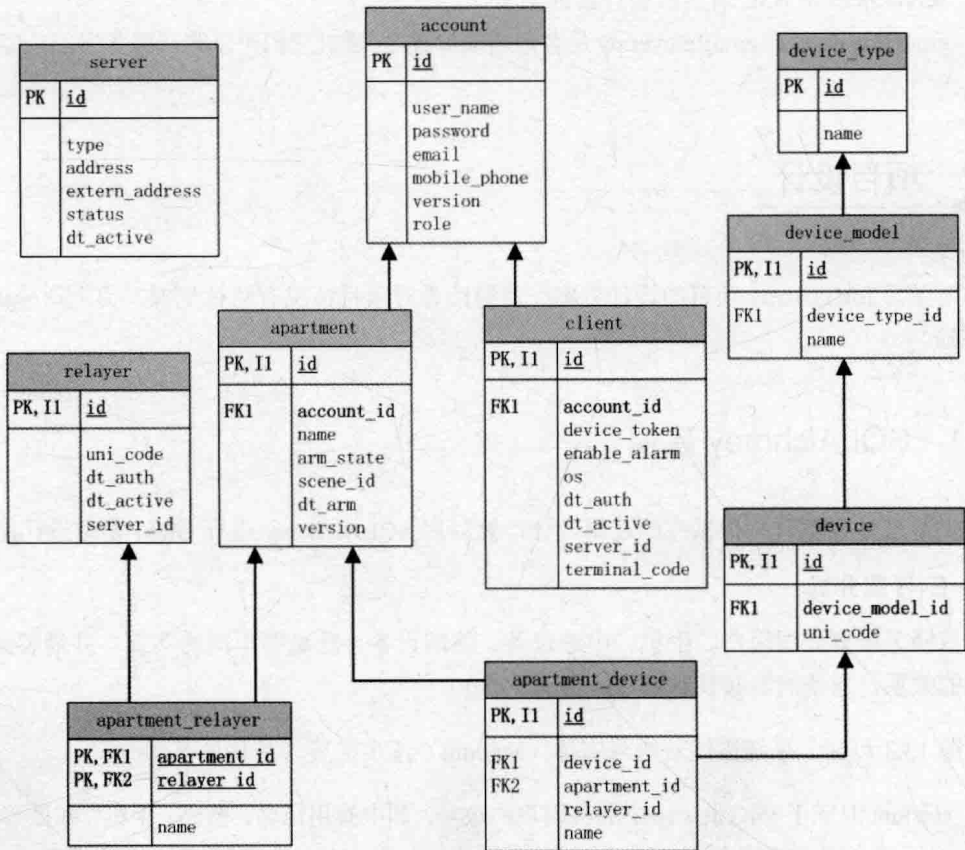 server
PK id
type
address
extern_address
status
dt_active
account
PK id
user_name
password
email
mobile_phone
version
role
device_type
PK id
name
device_model
PK, I1 id
FK1 device_type_id
name
relayer
PK, I1 id
uni_code
dt_auth
dt_active
server_id
apartment
PK, I1 id
FK1 account_id
name
arm_state
scene_id
dt_arm
version
client
PK, I1 id
FK1 account_id
device_token
enable_alarm
os
dt_auth
dt_active
server_id
terminal_code
device
PK, I1 id
FK1 device_model_id
uni_code
apartment_relayer
PK, FK1 apartment_id
PK, FK2 relayer_id
name
apartment_device
PK, I1 id
FK1 device_id
FK2 apartment_id
relayer_id
name